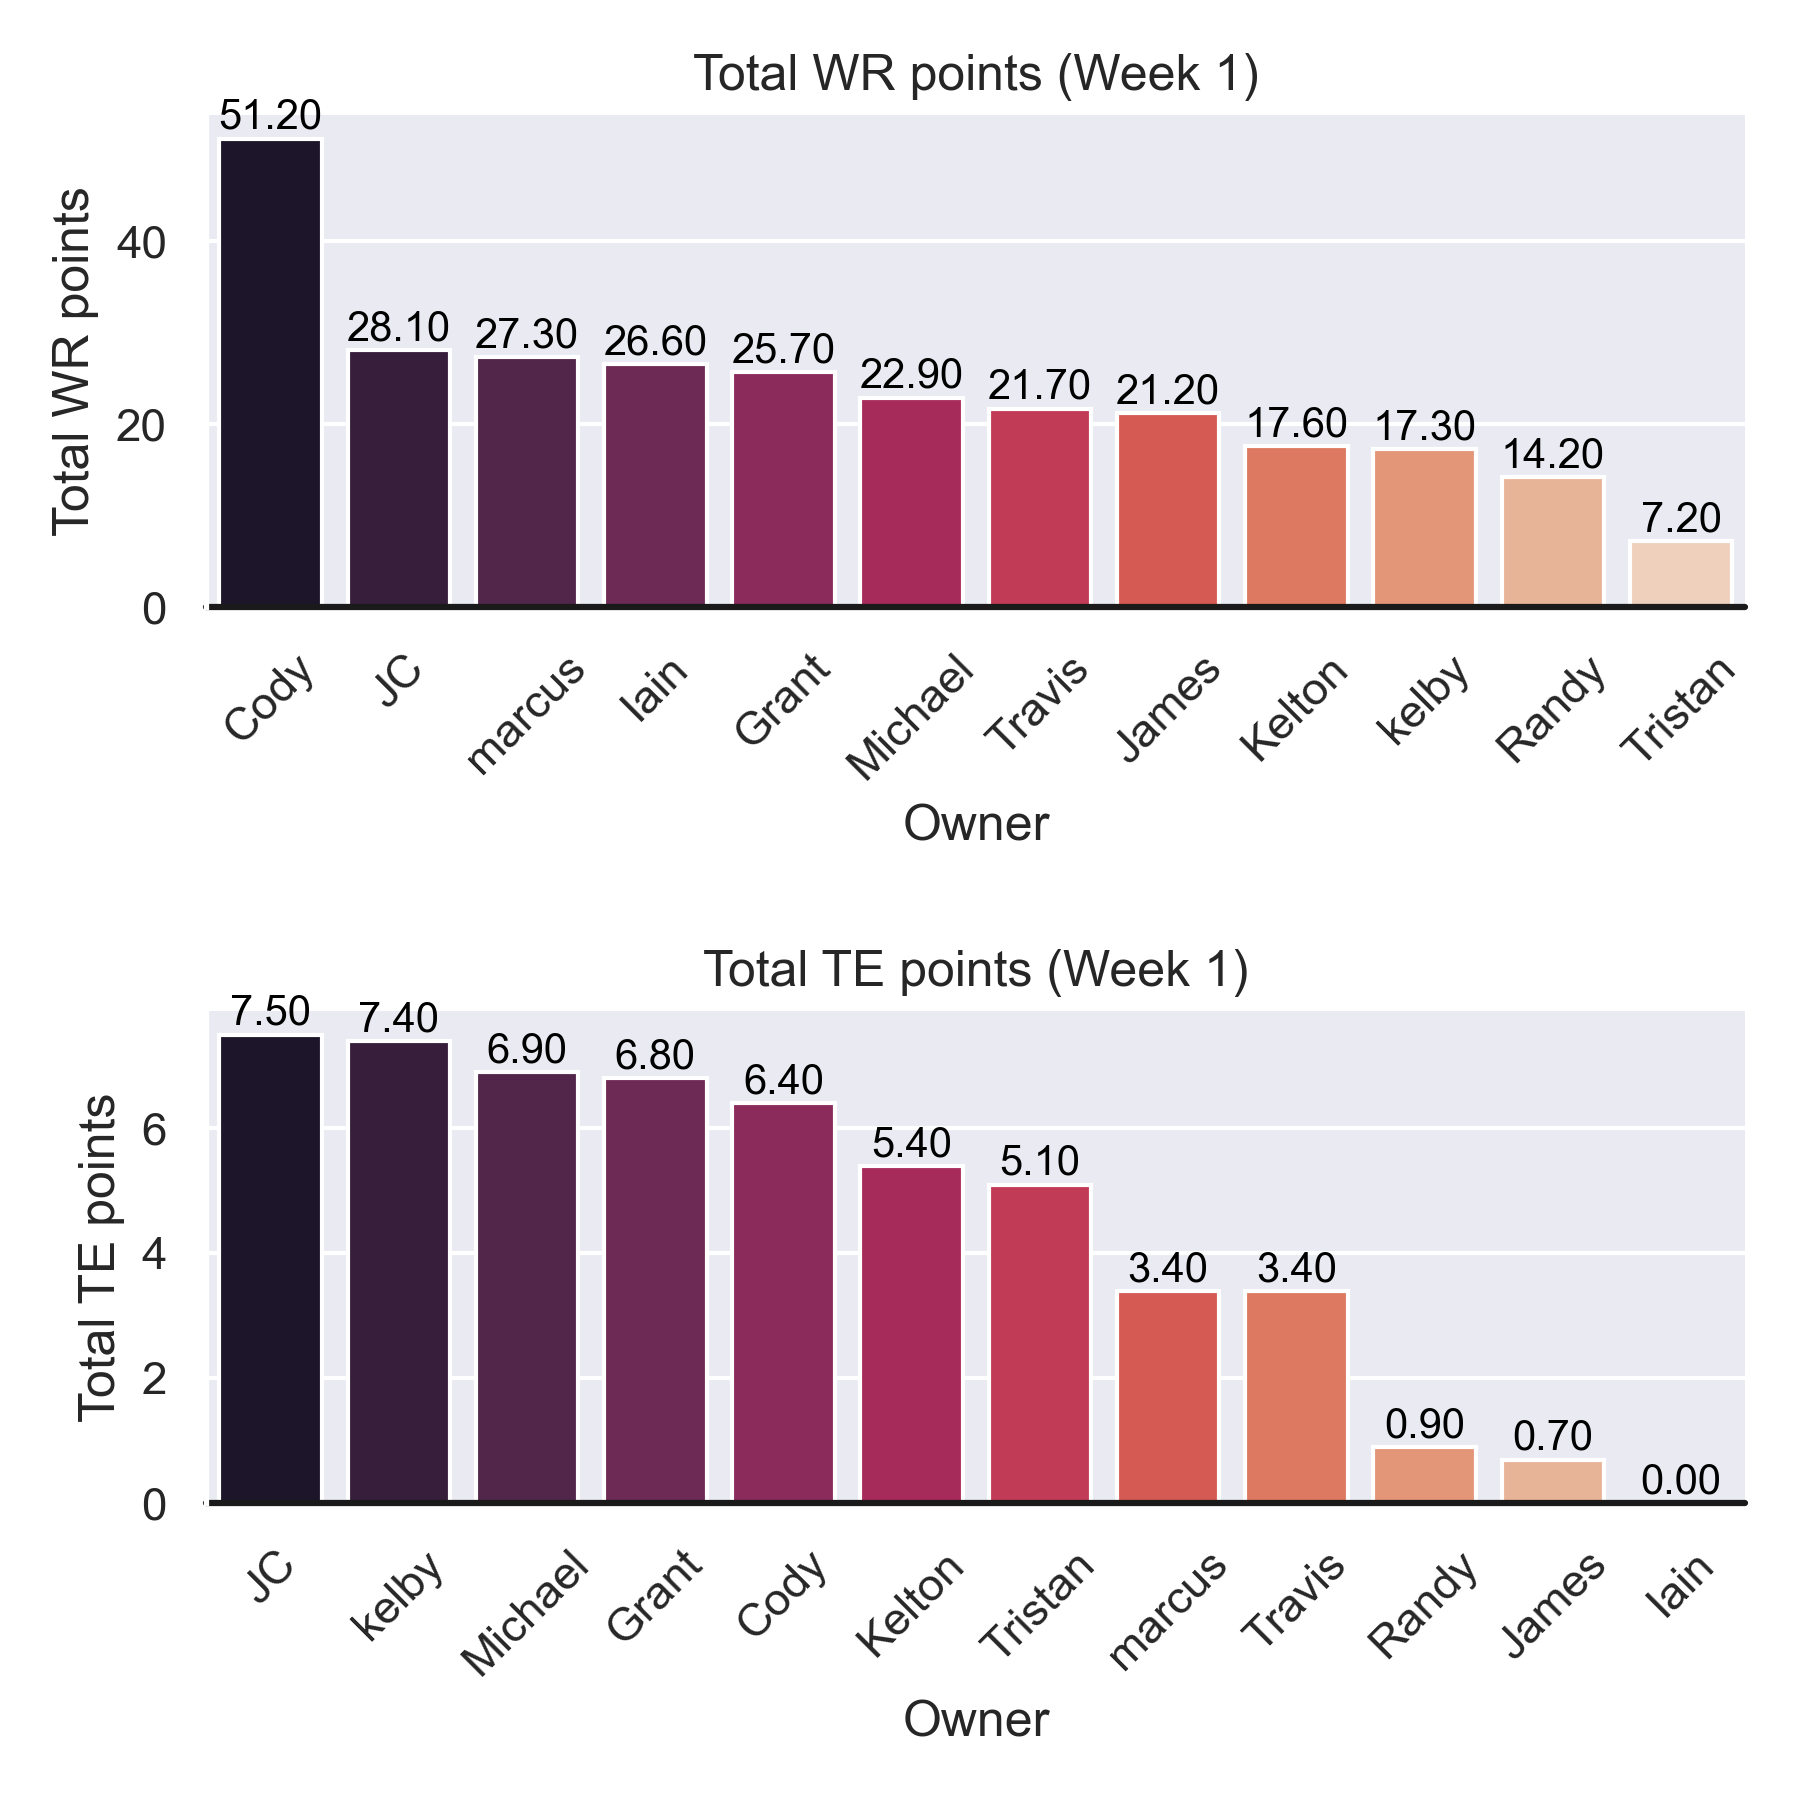 Total WR points (Week 1)
51.20
28.10 27.30 26.60 25.70 22.90 21.70 21.20 17.60 17.30 14.20 7.20
40
20
0
Total WR points
Cody JC marcus Iain Grant Michael Travis James Kelton kelby Randy Tristan
Owner
Total TE points (Week 1)
7.50 7.40 6.90 6.80 6.40 5.40 5.10 3.40 3.40 0.90 0.70 0.00
6
4
2
0
Total TE points
JC kelby Michael Grant Cody Kelton Tristan marcus Travis Randy James Iain
Owner